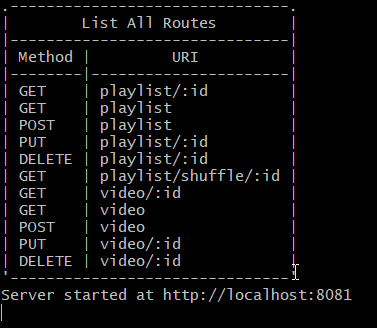 List All Routes
Method | URI
GET | playlist/:id
GET | playlist
POST | playlist
PUT | playlist/:id
DELETE | playlist/:id
GET | playlist/shuffle/:id
GET | video/:id
GET | video
POST | video
PUT | video/:id
DELETE | video/:id
Server started at http://localhost:8081